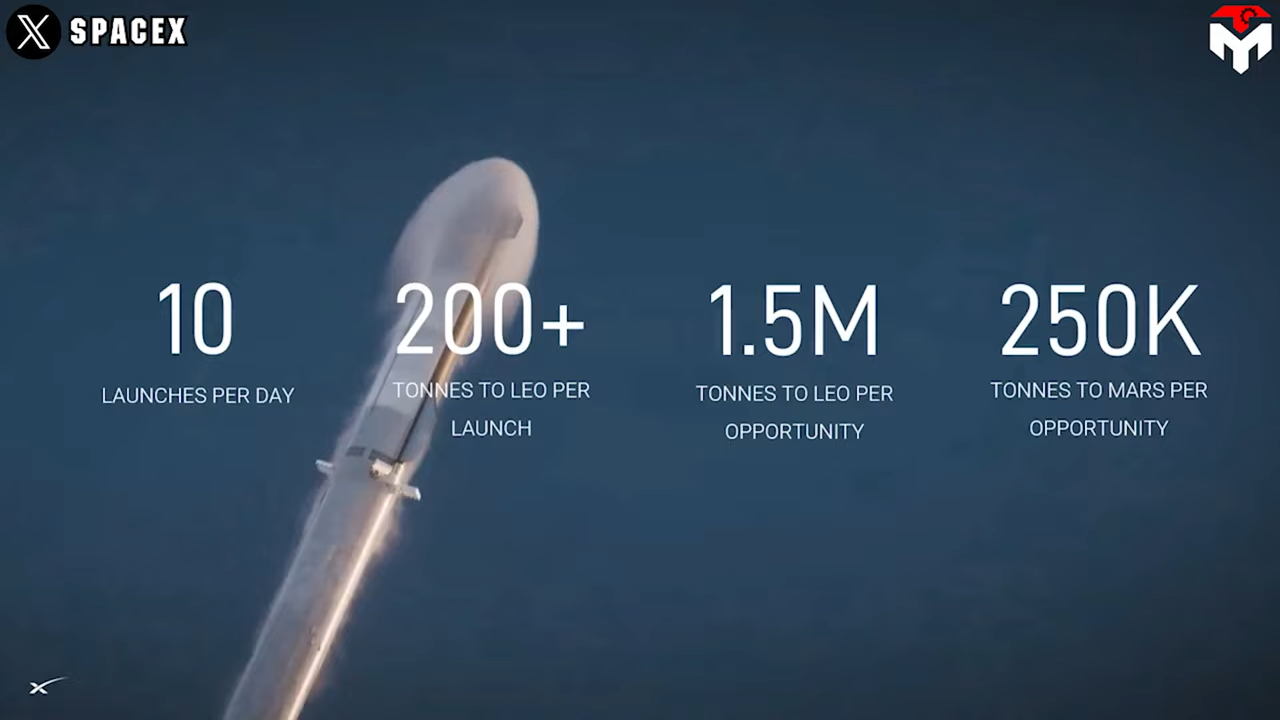 X SPACEX
10
LAUNCHES PER DAY
200+
TONNES TO LEO PER
LAUNCH
1.5M
TONNES TO LEO PER
OPPORTUNITY
250K
TONNES TO MARS PER
OPPORTUNITY